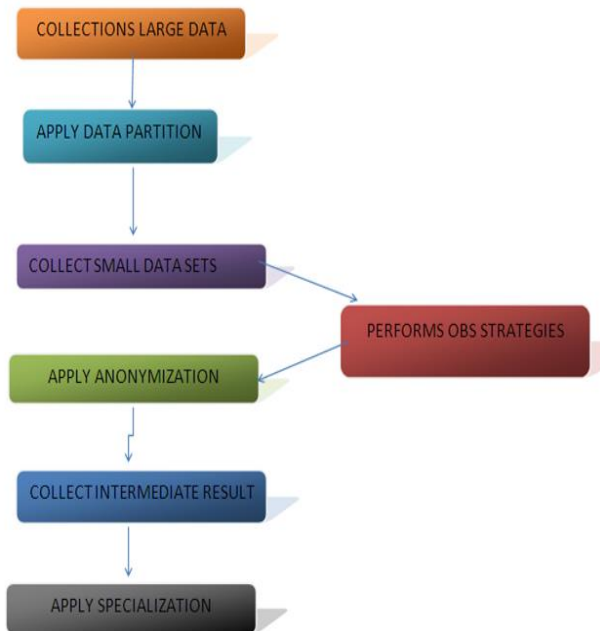 COLLECTIONS LARGE DATA
APPLY DATA PARTITION
COLLECT SMALL DATA SETS
PERFORMS OBS STRATEGIES
APPLY ANONYMIZATION
COLLECT INTERMEDIATE RESULT
APPLY SPECIALIZATION